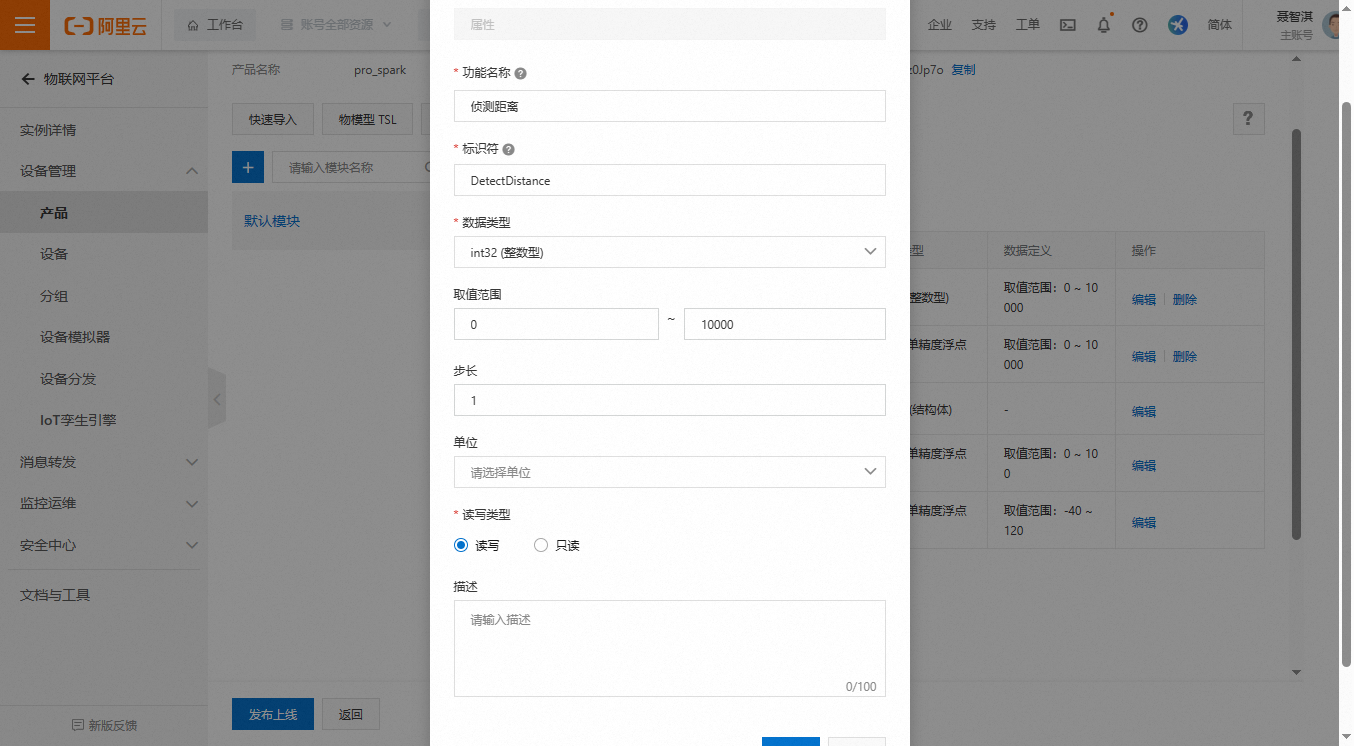 阿里云
工作台
账号全部资源
企业
支持
工单
简体
聂智淇
主账号
物联网平台
实例详情
设备管理
产品
设备
分组
设备模拟器
设备分发
IoT孪生引擎
消息转发
监控运维
安全中心
文档与工具
新版反馈
产品名称
pro_spark
z0Jp7o 复制
快速导入
物模型 TSL
?
+
请输入模块名称
默认模块
属性
* 功能名称
侦测距离
* 标识符
DetectDistance
* 数据类型
int32 (整数型)
取值范围
0 ~ 10000
步长
1
单位
请选择单位
* 读写类型
读写
只读
描述
请输入描述
0/100
型
数据定义
操作
整数型)
取值范围：0 ~ 10
000
编辑 | 删除
单精度浮点
取值范围：0 ~ 10
000
编辑 | 删除
(结构体)
-
编辑
单精度浮点
取值范围：0 ~ 10
0
编辑
单精度浮点
取值范围：-40 ~
120
编辑
发布上线
返回